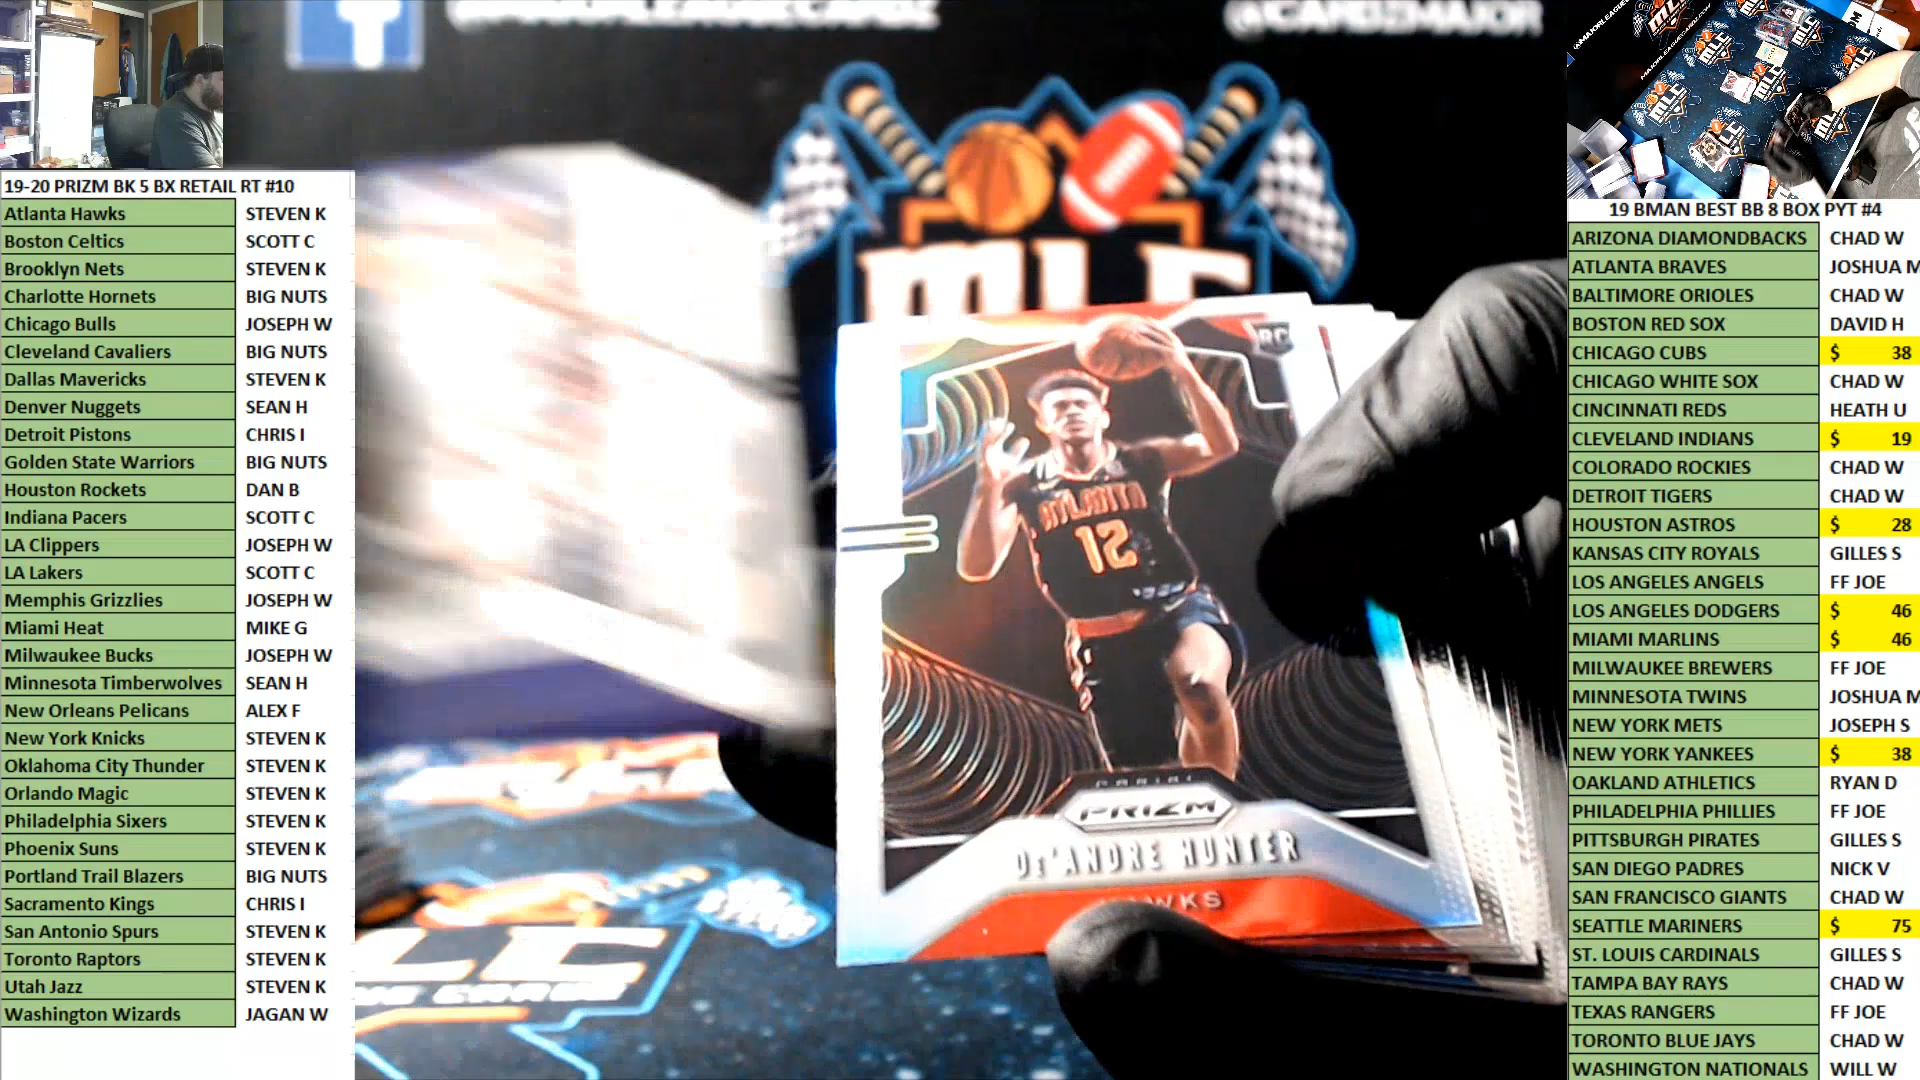 @CARDZMAJOR
MLC
RC
ATLANTA
12
PANINI
PRIZM
DE'ANDRE HUNTER
HAWKS
19-20 PRIZM BK 5 BX RETAIL RT #10
Atlanta Hawks STEVEN K
Boston Celtics SCOTT C
Brooklyn Nets STEVEN K
Charlotte Hornets BIG NUTS
Chicago Bulls JOSEPH W
Cleveland Cavaliers BIG NUTS
Dallas Mavericks STEVEN K
Denver Nuggets SEAN H
Detroit Pistons CHRIS I
Golden State Warriors BIG NUTS
Houston Rockets DAN B
Indiana Pacers SCOTT C
LA Clippers JOSEPH W
LA Lakers SCOTT C
Memphis Grizzlies JOSEPH W
Miami Heat MIKE G
Milwaukee Bucks JOSEPH W
Minnesota Timberwolves SEAN H
New Orleans Pelicans ALEX F
New York Knicks STEVEN K
Oklahoma City Thunder STEVEN K
Orlando Magic STEVEN K
Philadelphia Sixers STEVEN K
Phoenix Suns STEVEN K
Portland Trail Blazers BIG NUTS
Sacramento Kings CHRIS I
San Antonio Spurs STEVEN K
Toronto Raptors STEVEN K
Utah Jazz STEVEN K
Washington Wizards JAGAN W
19 BMAN BEST BB 8 BOX PYT #4
ARIZONA DIAMONDBACKS CHAD W
ATLANTA BRAVES JOSHUA M
BALTIMORE ORIOLES CHAD W
BOSTON RED SOX DAVID H
CHICAGO CUBS $ 38
CHICAGO WHITE SOX CHAD W
CINCINNATI REDS HEATH U
CLEVELAND INDIANS $ 19
COLORADO ROCKIES CHAD W
DETROIT TIGERS CHAD W
HOUSTON ASTROS $ 28
KANSAS CITY ROYALS GILLES S
LOS ANGELES ANGELS FF JOE
LOS ANGELES DODGERS $ 46
MIAMI MARLINS $ 46
MILWAUKEE BREWERS FF JOE
MINNESOTA TWINS JOSHUA M
NEW YORK METS JOSEPH S
NEW YORK YANKEES $ 38
OAKLAND ATHLETICS RYAN D
PHILADELPHIA PHILLIES FF JOE
PITTSBURGH PIRATES GILLES S
SAN DIEGO PADRES NICK V
SAN FRANCISCO GIANTS CHAD W
SEATTLE MARINERS $ 75
ST. LOUIS CARDINALS GILLES S
TAMPA BAY RAYS CHAD W
TEXAS RANGERS FF JOE
TORONTO BLUE JAYS CHAD W
WASHINGTON NATIONALS WILL W